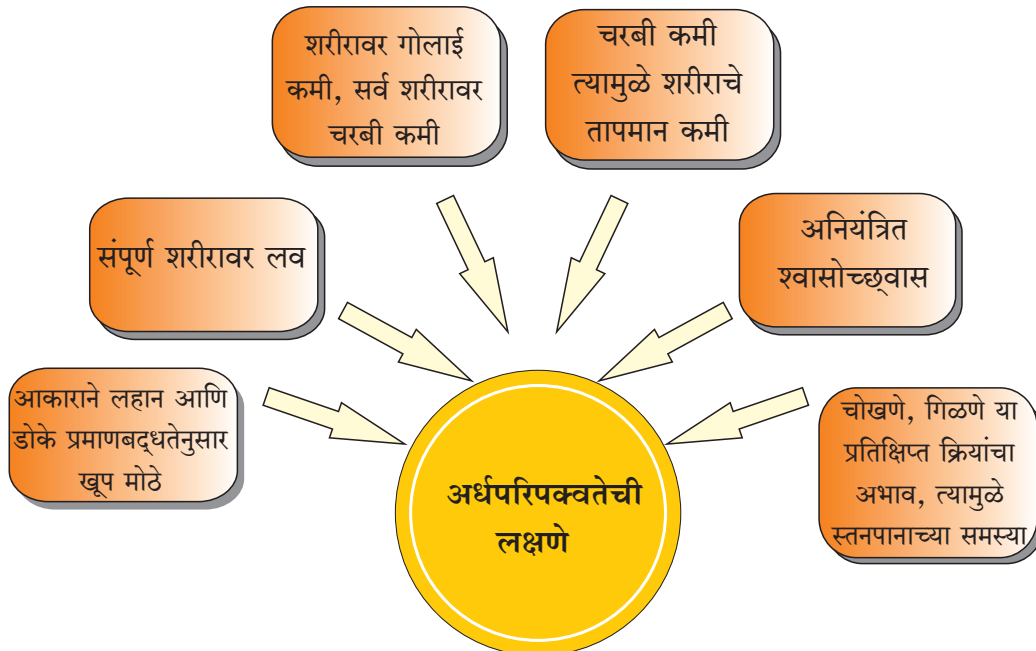 शरीरावर गोलाई
कमी, सर्व शरीरावर
चरबी कमी
चरबी कमी
त्यामुळे शरीराचे
तापमान कमी
संपूर्ण शरीरावर लव
अनियंत्रित
श्वासोच्छ्वास
आकाराने लहान आणि
डोके प्रमाणबद्धतेनुसार
खूप मोठे
चोखणे, गिळणे या
प्रतिक्षिप्त क्रियांचा
अभाव, त्यामुळे
स्तनपानाच्या समस्या
अर्धपरिपक्वतेची
लक्षणे